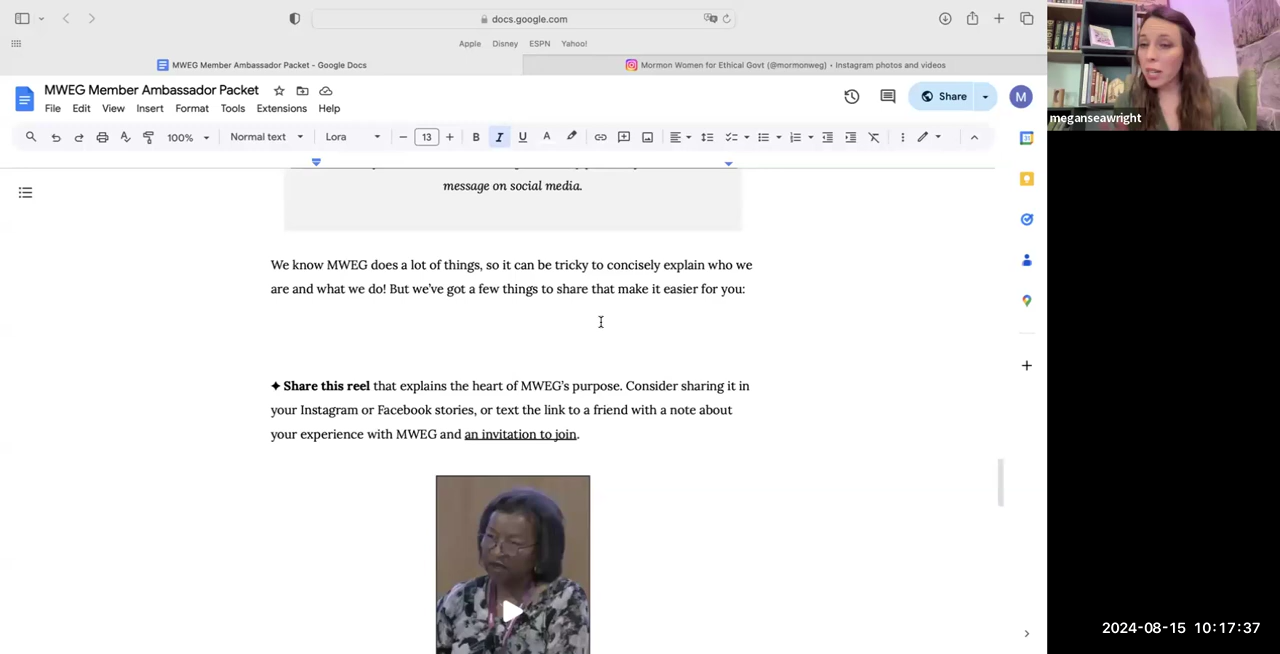 docs.google.com
Apple Disney ESPN Yahoo!
MWEG Member Ambassador Packet - Google Docs
Mormon Women for Ethical Govt (@mormonweg) • Instagram photos and videos
MWEG Member Ambassador Packet
File Edit View Insert Format Tools Extensions Help
Share
M
100% Normal text Lora 13 B I U A
message on social media.
We know MWEG does a lot of things, so it can be tricky to concisely explain who we
are and what we do! But we’ve got a few things to share that make it easier for you:
✦ Share this reel that explains the heart of MWEG’s purpose. Consider sharing it in
your Instagram or Facebook stories, or text the link to a friend with a note about
your experience with MWEG and an invitation to join.
meganseawright
2024-08-15 10:17:37